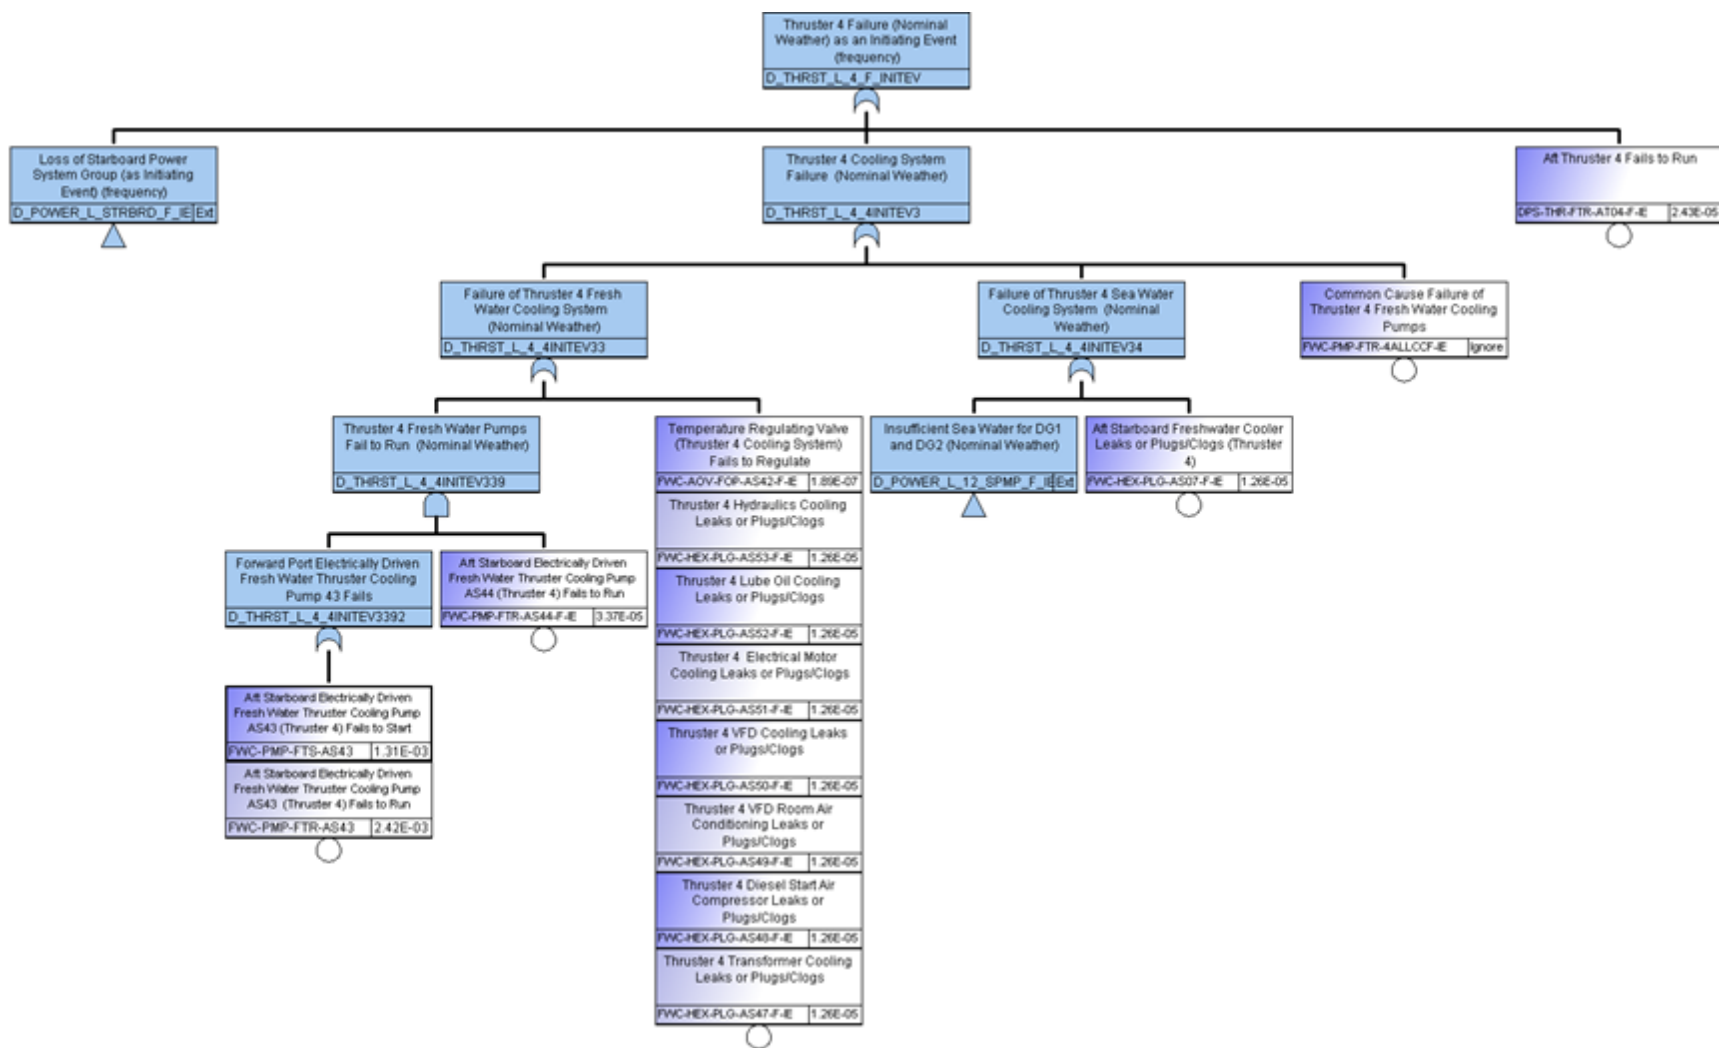 Thruster 4 Failure (Nominal
Weather) as an Initiating Event
(frequency)
D_THRST_L_4_F_INITEV
Loss of Starboard Power
System Group (as Initiating
Event) (frequency)
D_POWER_L_STRBRD_F_IE Ext
Thruster 4 Cooling System
Failure (Nominal Weather)
D_THRST_L_4_4INITEV3
Aft Thruster 4 Fails to Run
DPS-THR-FTR-AT04-F-IE 2.43E-05
Failure of Thruster 4 Fresh
Water Cooling System
(Nominal Weather)
D_THRST_L_4_4INITEV33
Failure of Thruster 4 Sea Water
Cooling System (Nominal
Weather)
D_THRST_L_4_4INITEV34
Common Cause Failure of
Thruster 4 Fresh Water Cooling
Pumps
FWC-PMP-FTR-4ALLCCF-IE Ignore
Thruster 4 Fresh Water Pumps
Fail to Run (Nominal Weather)
D_THRST_L_4_4INITEV339
Temperature Regulating Valve
(Thruster 4 Cooling System)
Fails to Regulate
FWC-AOV-FOP-AS42-F-IE 1.89E-07
Thruster 4 Hydraulics Cooling
Leaks or Plugs/Clogs
FWC-HEX-PLG-AS53-F-IE 1.26E-05
Thruster 4 Lube Oil Cooling
Leaks or Plugs/Clogs
FWC-HEX-PLG-AS52-F-IE 1.26E-05
Thruster 4 Electrical Motor
Cooling Leaks or Plugs/Clogs
FWC-HEX-PLG-AS51-F-IE 1.26E-05
Thruster 4 VFD Cooling Leaks
or Plugs/Clogs
FWC-HEX-PLG-AS50-F-IE 1.26E-05
Thruster 4 VFD Room Air
Conditioning Leaks or
Plugs/Clogs
FWC-HEX-PLG-AS49-F-IE 1.26E-05
Thruster 4 Diesel Start Air
Compressor Leaks or
Plugs/Clogs
FWC-HEX-PLG-AS48-F-IE 1.26E-05
Thruster 4 Transformer Cooling
Leaks or Plugs/Clogs
FWC-HEX-PLG-AS47-F-IE 1.26E-05
Insufficient Sea Water for DG1
and DG2 (Nominal Weather)
D_POWER_L_12_SPMP_F_IE Ext
Aft Starboard Freshwater Cooler
Leaks or Plugs/Clogs (Thruster
4)
FWC-HEX-PLG-AS07-F-IE 1.26E-05
Forward Port Electrically Driven
Fresh Water Thruster Cooling
Pump 43 Fails
D_THRST_L_4_4INITEV3392
Aft Starboard Electrically Driven
Fresh Water Thruster Cooling Pump
AS44 (Thruster 4) Fails to Run
FWC-PMP-FTR-AS44-F-IE 3.37E-05
Aft Starboard Electrically Driven
Fresh Water Thruster Cooling Pump
AS43 (Thruster 4) Fails to Start
FWC-PMP-FTS-AS43 1.31E-03
Aft Starboard Electrically Driven
Fresh Water Thruster Cooling Pump
AS43 (Thruster 4) Fails to Run
FWC-PMP-FTR-AS43 2.42E-03